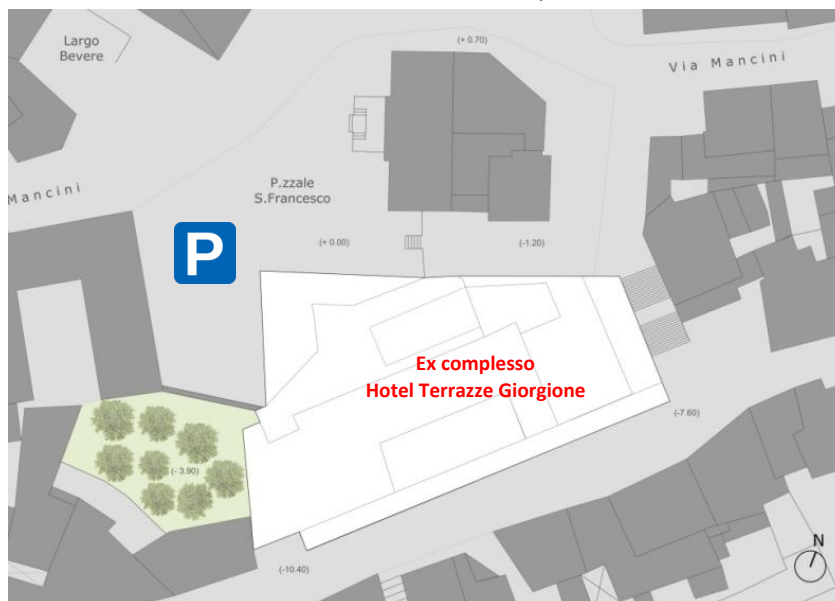 Largo
Bevere
(+ 0.70)
Via Mancini
Mancini
P.zzale
S.Francesco
P
(+ 0.00)
(-1.20)
Ex complesso
Hotel Terrazze Giorgione
(-7.60)
(- 3.90)
(-10.40)
N